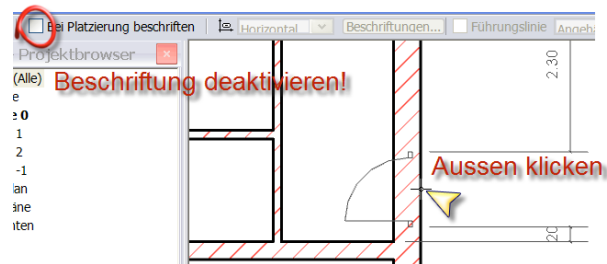 Bei Platzierung beschriften Horizontal Beschriftungen... Führungslinie
Projektbrowser
(Alle)
Beschriftung deaktivieren!
e 0
1
2
-1
lan
äne
nten
2.30
Aussen klicken
20